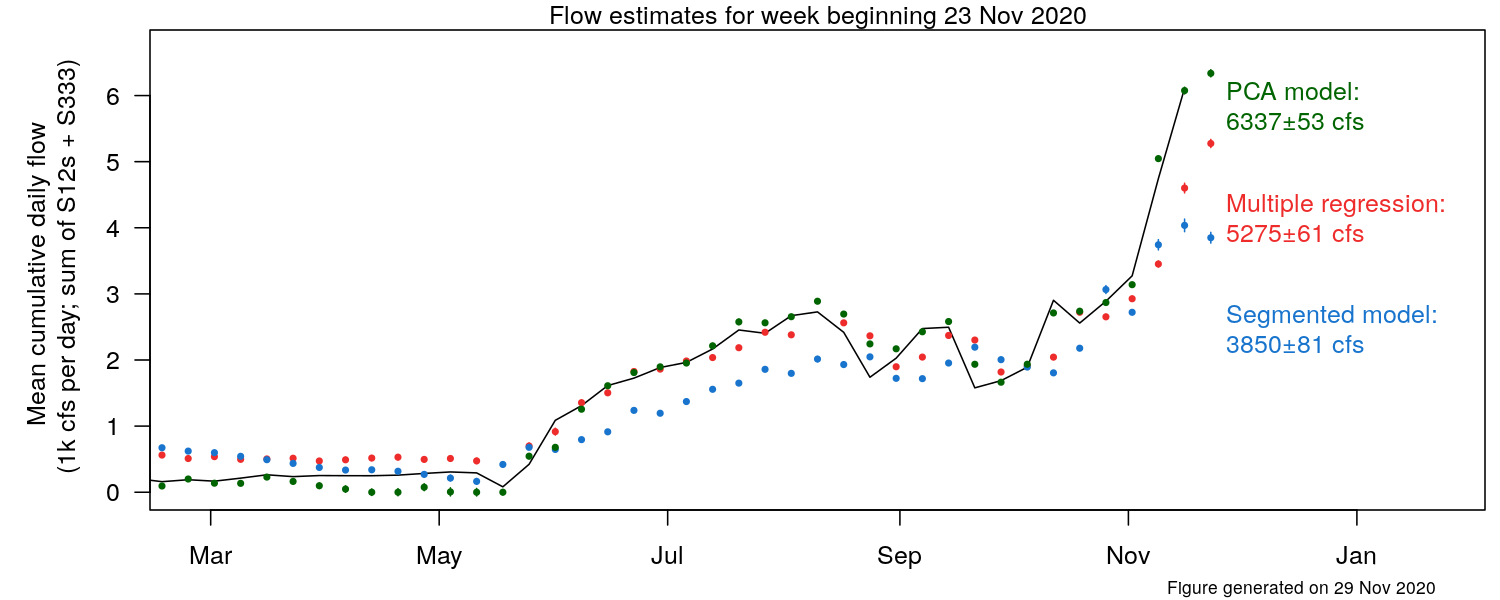 Flow estimates for week beginning 23 Nov 2020
Mean cumulative daily flow
(1k cfs per day; sum of S12s + S333)
6
5
4
3
2
1
0
PCA model:
6337±53 cfs
Multiple regression:
5275±61 cfs
Segmented model:
3850±81 cfs
Mar May Jul Sep Nov Jan
Figure generated on 29 Nov 2020